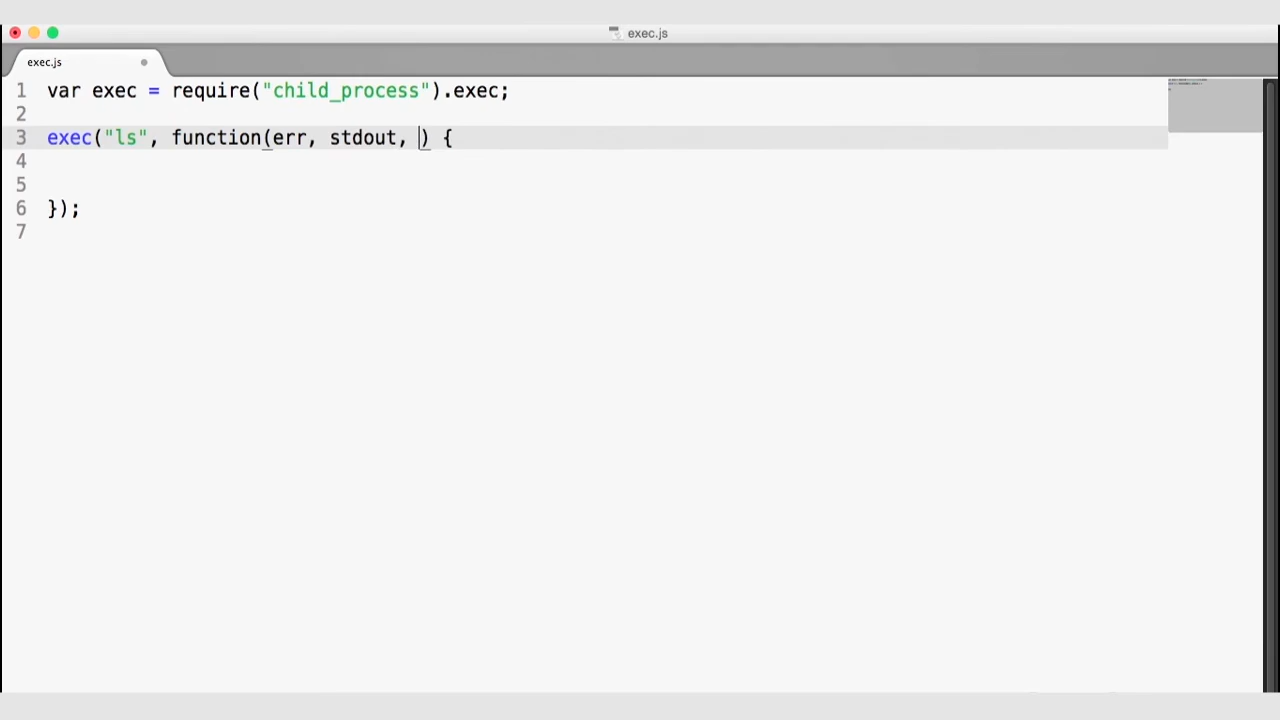 exec.js
exec.js
1 var exec = require("child_process").exec;
2
3 exec("ls", function(err, stdout, ) {
4
5
6 });
7